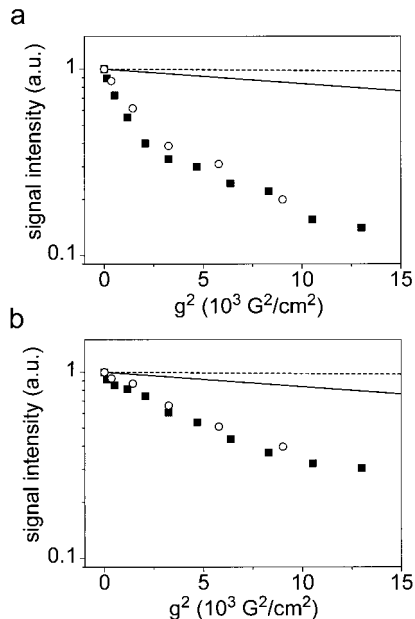 a
signal intensity (a.u.)
1
0.1
0 5 10 15
g² (10³ G²/cm²)
b
signal intensity (a.u.)
1
0.1
0 5 10 15
g² (10³ G²/cm²)